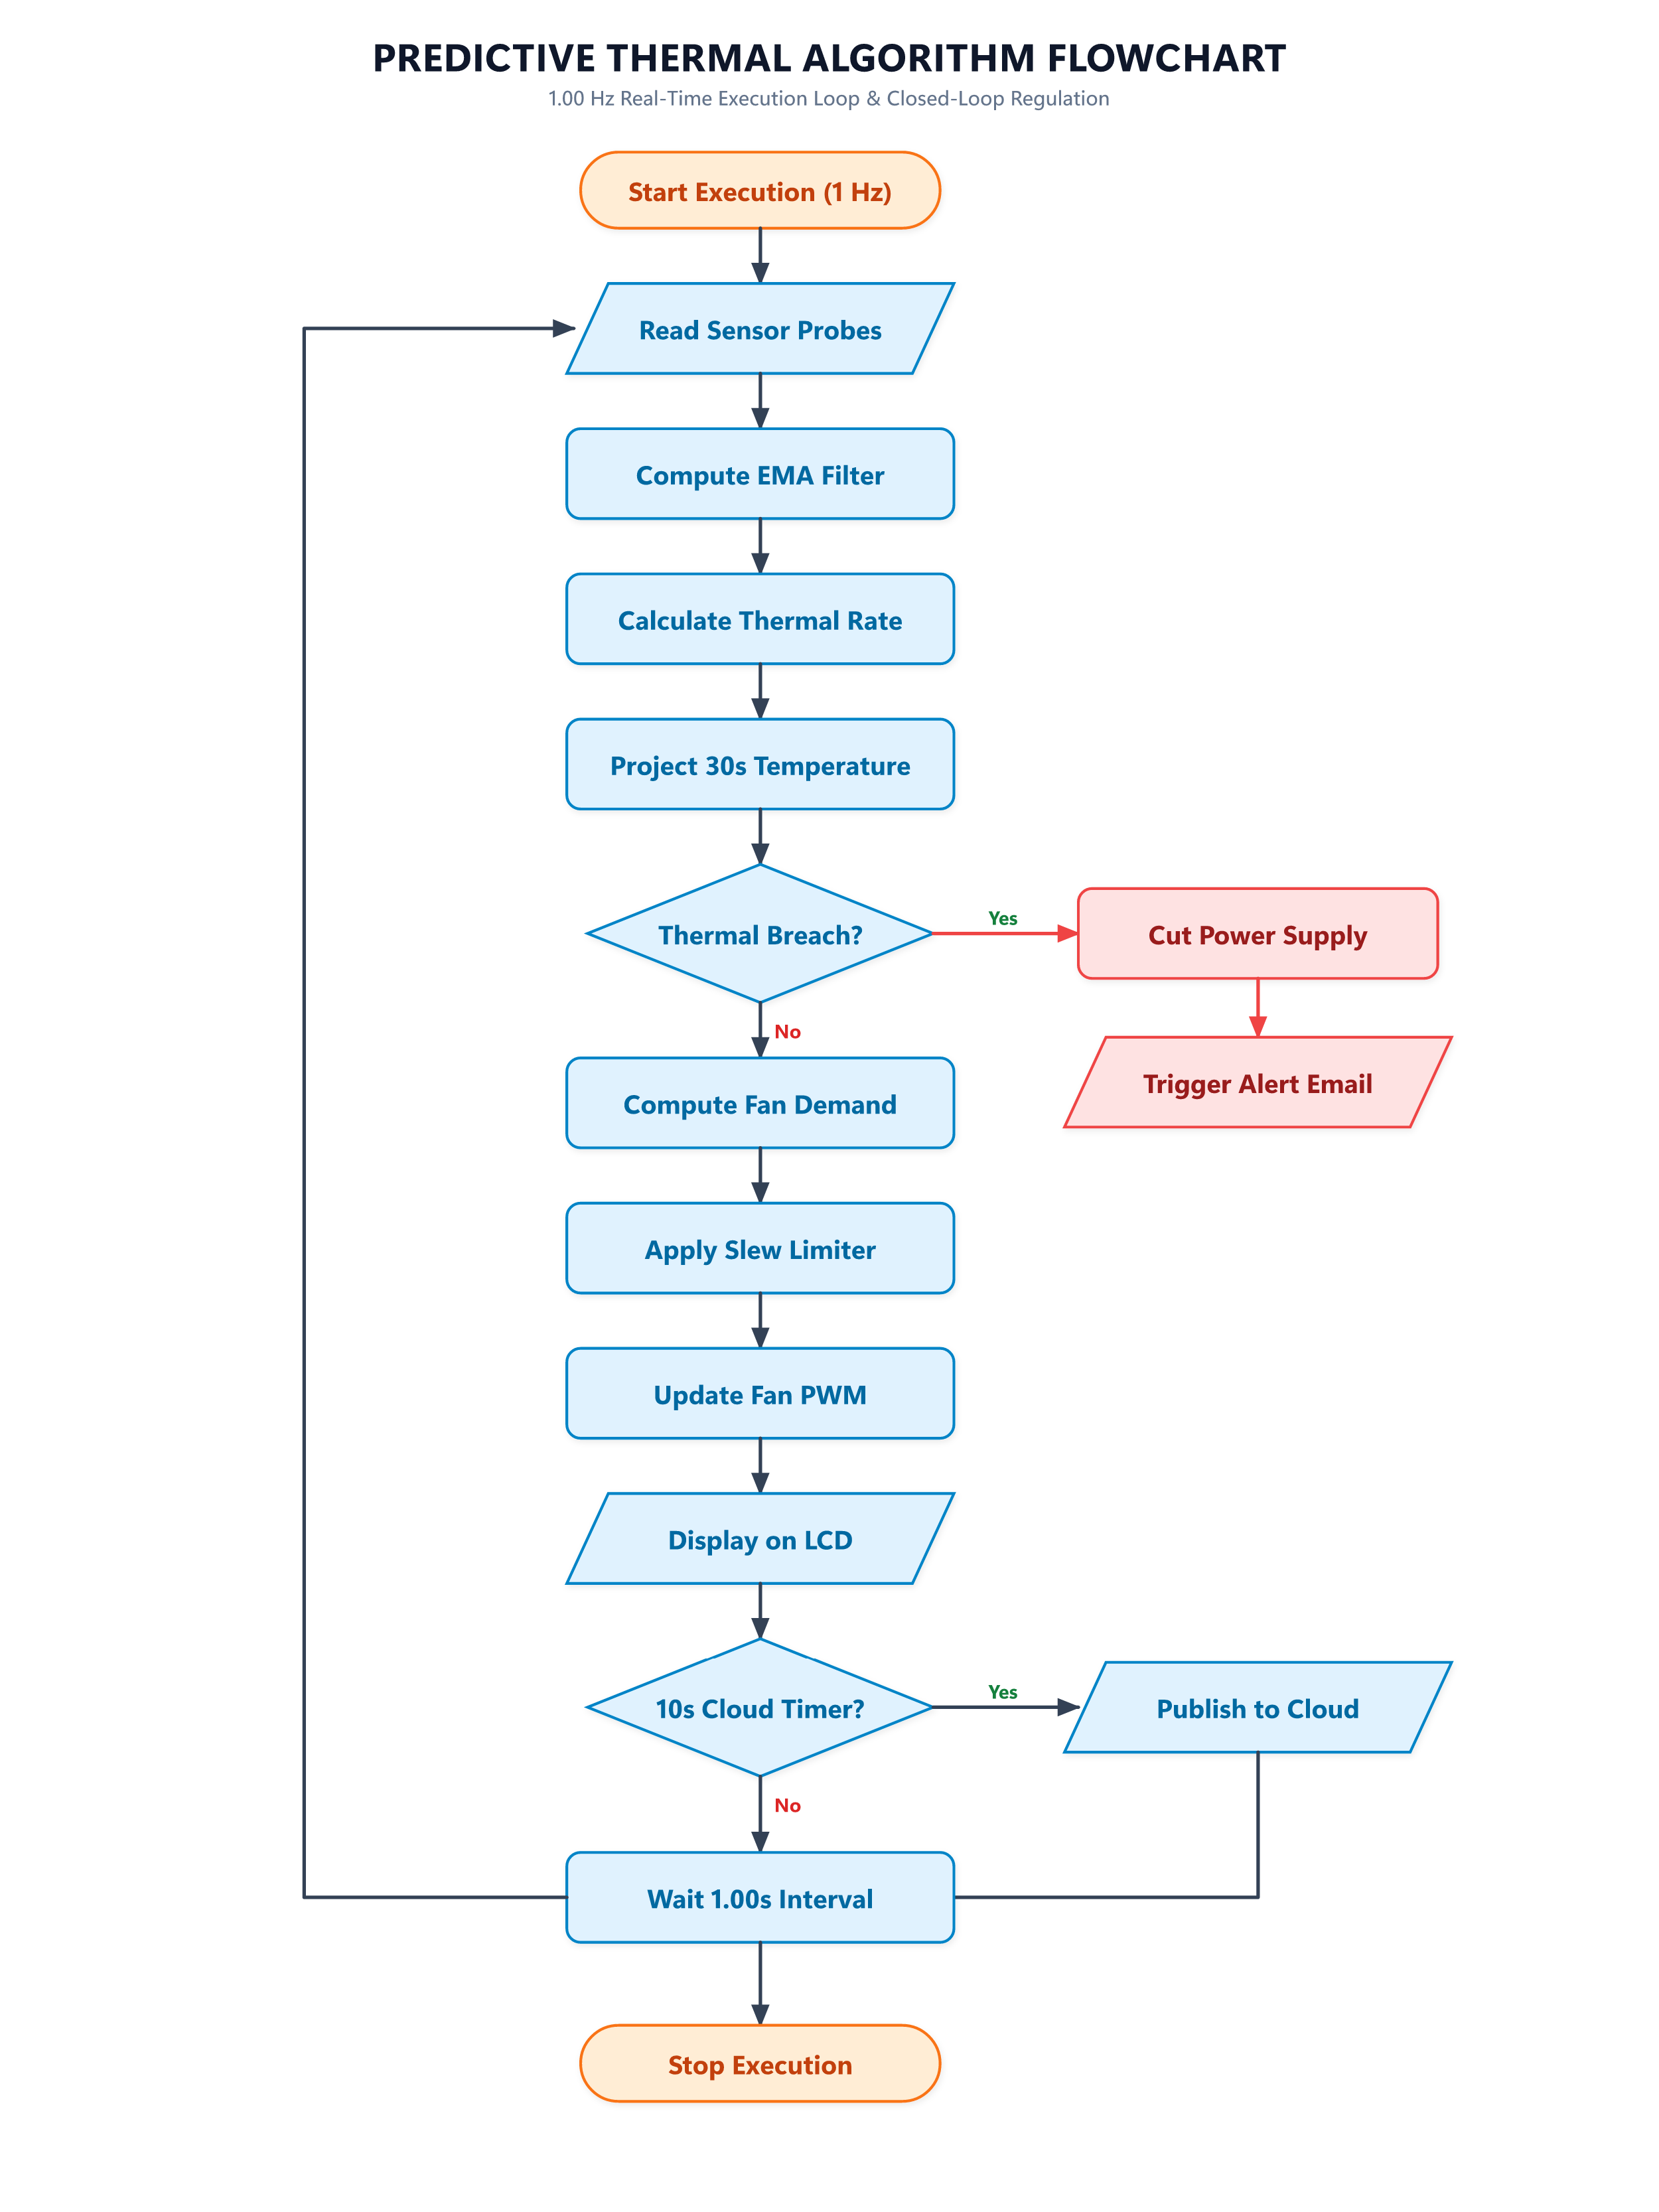 PREDICTIVE THERMAL ALGORITHM FLOWCHART
1.00 Hz Real-Time Execution Loop & Closed-Loop Regulation
Start Execution (1 Hz)
Read Sensor Probes
Compute EMA Filter
Calculate Thermal Rate
Project 30s Temperature
Thermal Breach?
Yes
Cut Power Supply
No
Trigger Alert Email
Compute Fan Demand
Apply Slew Limiter
Update Fan PWM
Display on LCD
10s Cloud Timer?
Yes
Publish to Cloud
No
Wait 1.00s Interval
Stop Execution